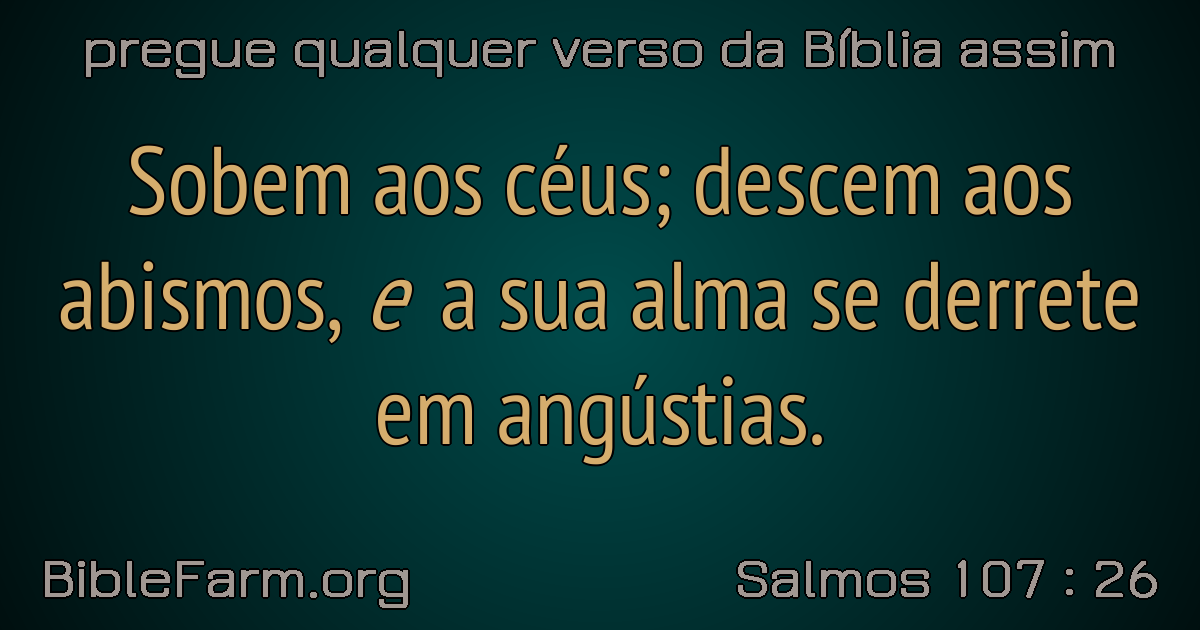 pregue qualquer verso da Bíblia assim
Sobem aos céus; descem aos
abismos, e a sua alma se derrete
em angústias.
BibleFarm.org
Salmos 107 : 26